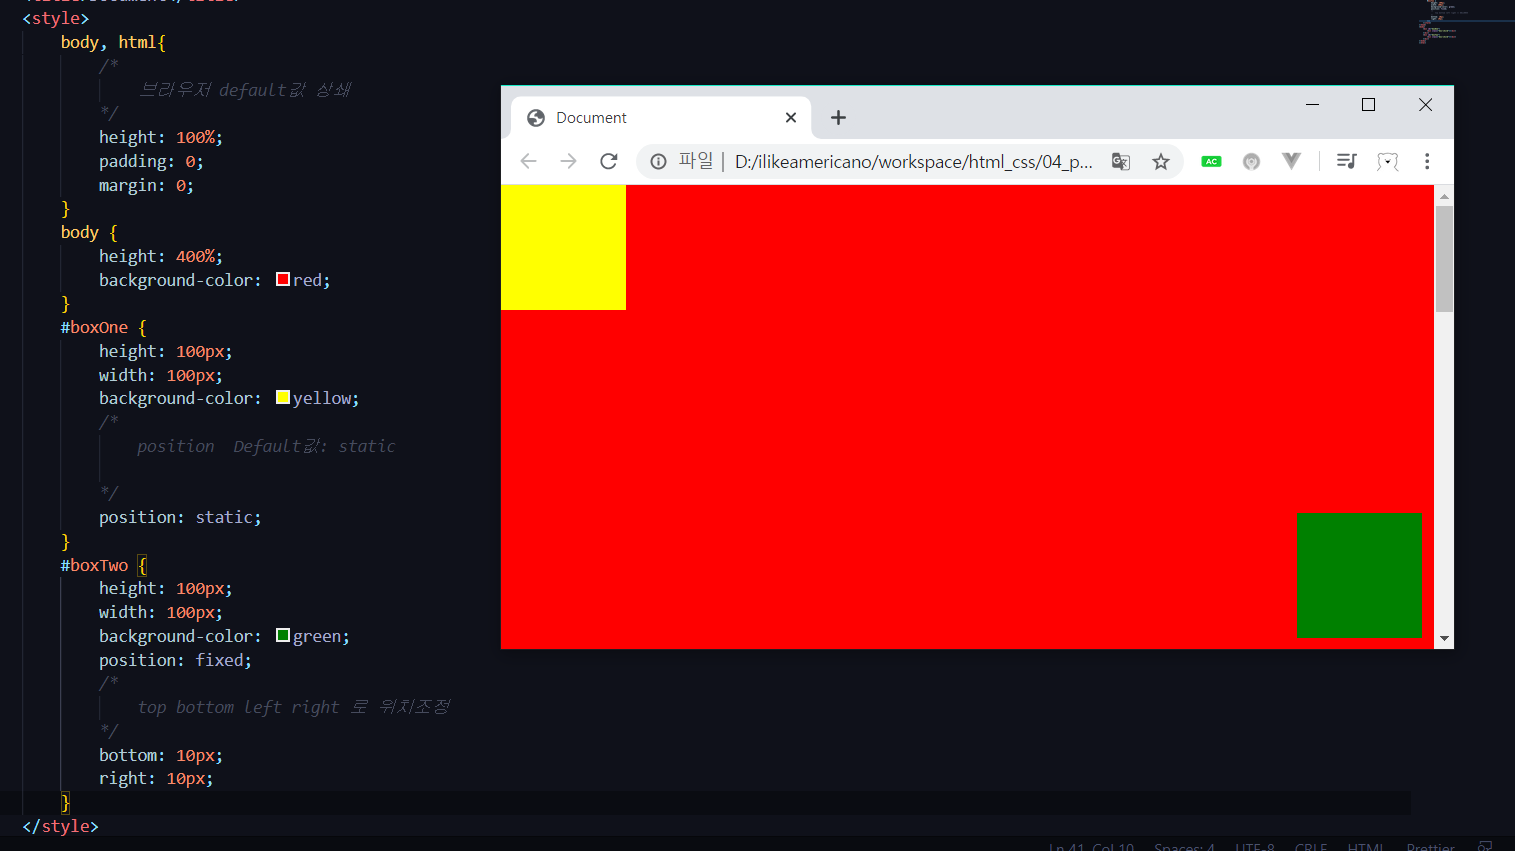 <style>
body, html{
/*
브라우저 default값 상쇄
*/
height: 100%;
padding: 0;
margin: 0;
}
body {
height: 400%;
background-color: red;
}
#boxOne {
height: 100px;
width: 100px;
background-color: yellow;
/*
position  Default값: static
*/
position: static;
}
#boxTwo {
height: 100px;
width: 100px;
background-color: green;
position: fixed;
/*
top bottom left right 로 위치조정
*/
bottom: 10px;
right: 10px;
}
</style>
Document
파일 | D:/ilikeamericano/workspace/html_css/04_p...
AC
Ln 41, Col 10 Spaces: 4 UTF-8 CRLF HTML Prettier